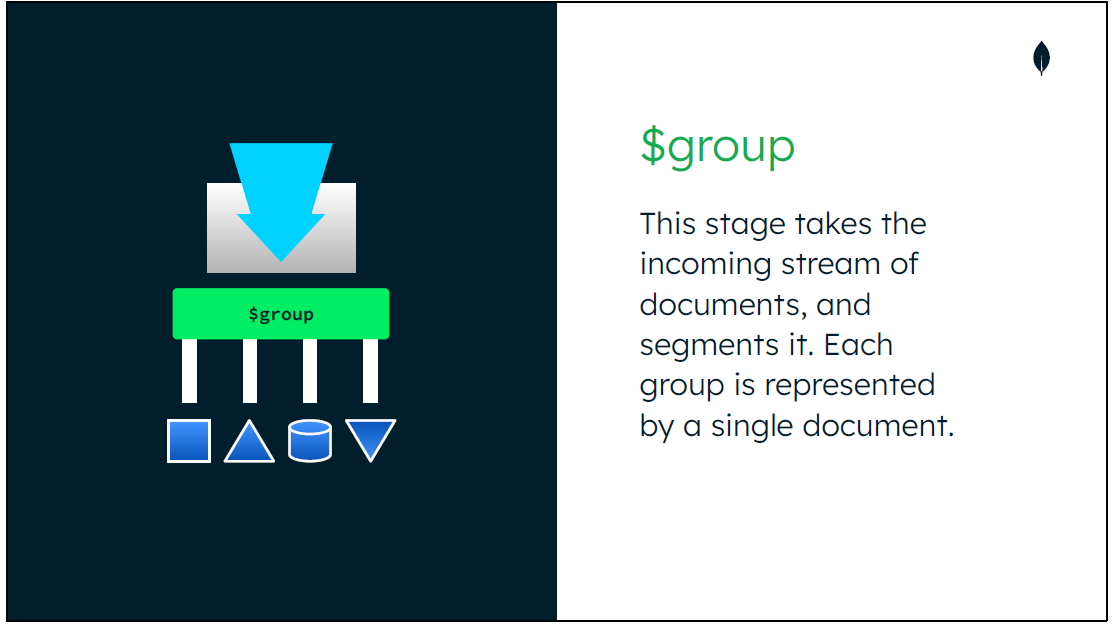 $group
$group
This stage takes the
incoming stream of
documents, and
segments it. Each
group is represented
by a single document.